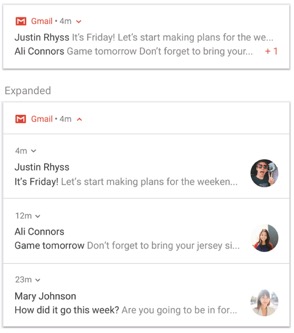 Gmail • 4m
Justin Rhyss It's Friday! Let's start making plans for the we...
Ali Connors Game tomorrow Don't forget to bring your... + 1
Expanded
Gmail • 4m
4m
Justin Rhyss
It's Friday! Let's start making plans for the weeken...
12m
Ali Connors
Game tomorrow Don't forget to bring your jersey si...
23m
Mary Johnson
How did it go this week? Are you going to be in for...